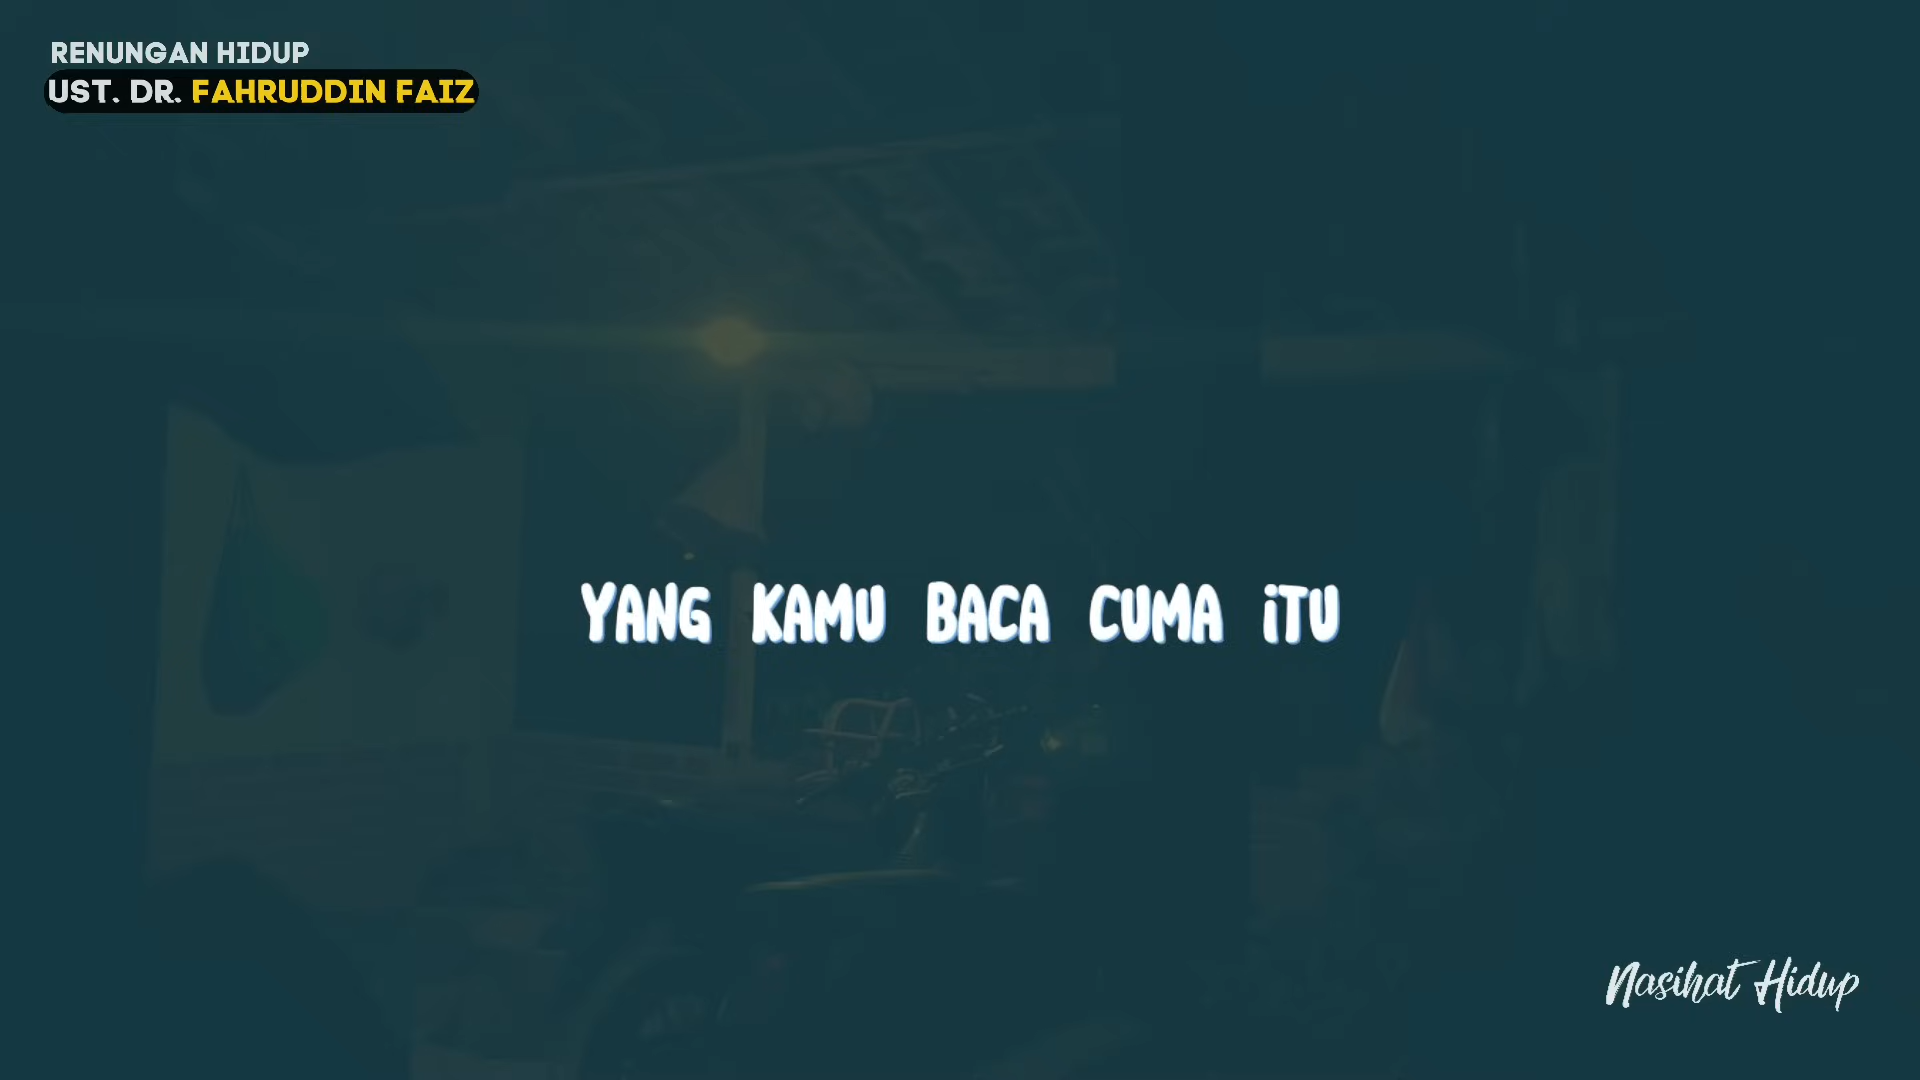 RENUNGAN HIDUP
UST. DR. FAHRUDDIN FAIZ
YANG KAMU BACA CUMA iTU
Nasihat Hidup